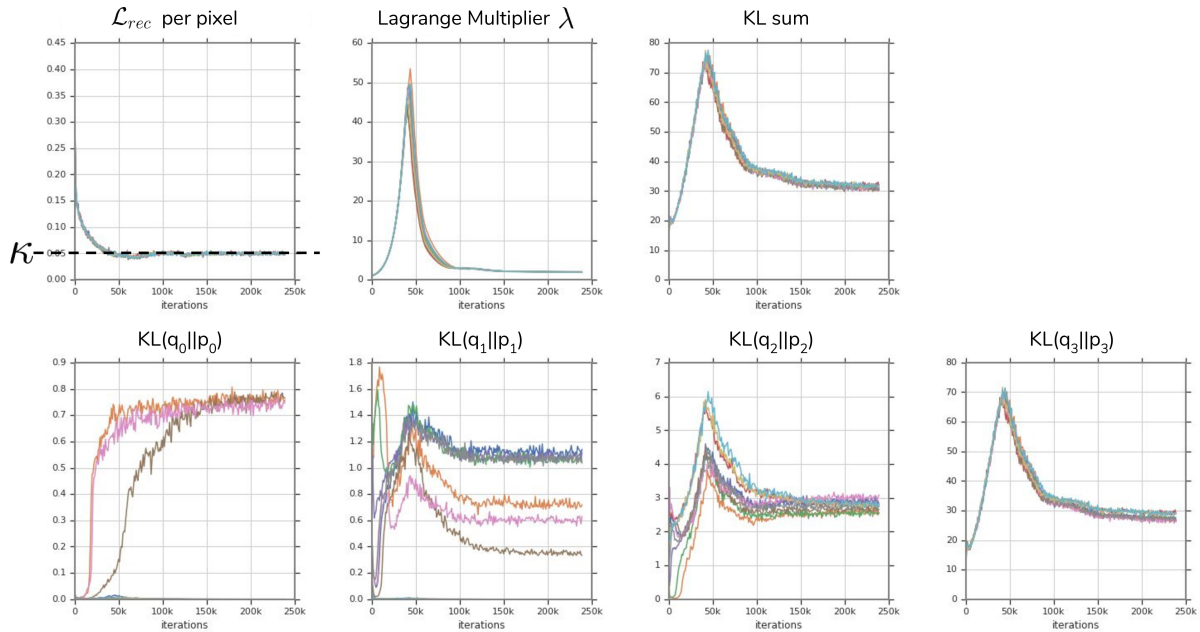 ℒrec per pixel
0.45
0.40
0.35
0.30
0.25
0.20
0.15
0.10
κ 0.05
0.00
0 50k 100k 150k 200k 250k
iterations
Lagrange Multiplier λ
60
50
40
30
20
10
0
0 50k 100k 150k 200k 250k
iterations
KL sum
80
70
60
50
40
30
20
10
0
0 50k 100k 150k 200k 250k
iterations
KL(q0||p0)
0.9
0.8
0.7
0.6
0.5
0.4
0.3
0.2
0.1
0.0
0 50k 100k 150k 200k 250k
iterations
KL(q1||p1)
1.8
1.6
1.4
1.2
1.0
0.8
0.6
0.4
0.2
0.0
0 50k 100k 150k 200k 250k
iterations
KL(q2||p2)
7
6
5
4
3
2
1
0
0 50k 100k 150k 200k 250k
iterations
KL(q3||p3)
80
70
60
50
40
30
20
10
0
0 50k 100k 150k 200k 250k
iterations